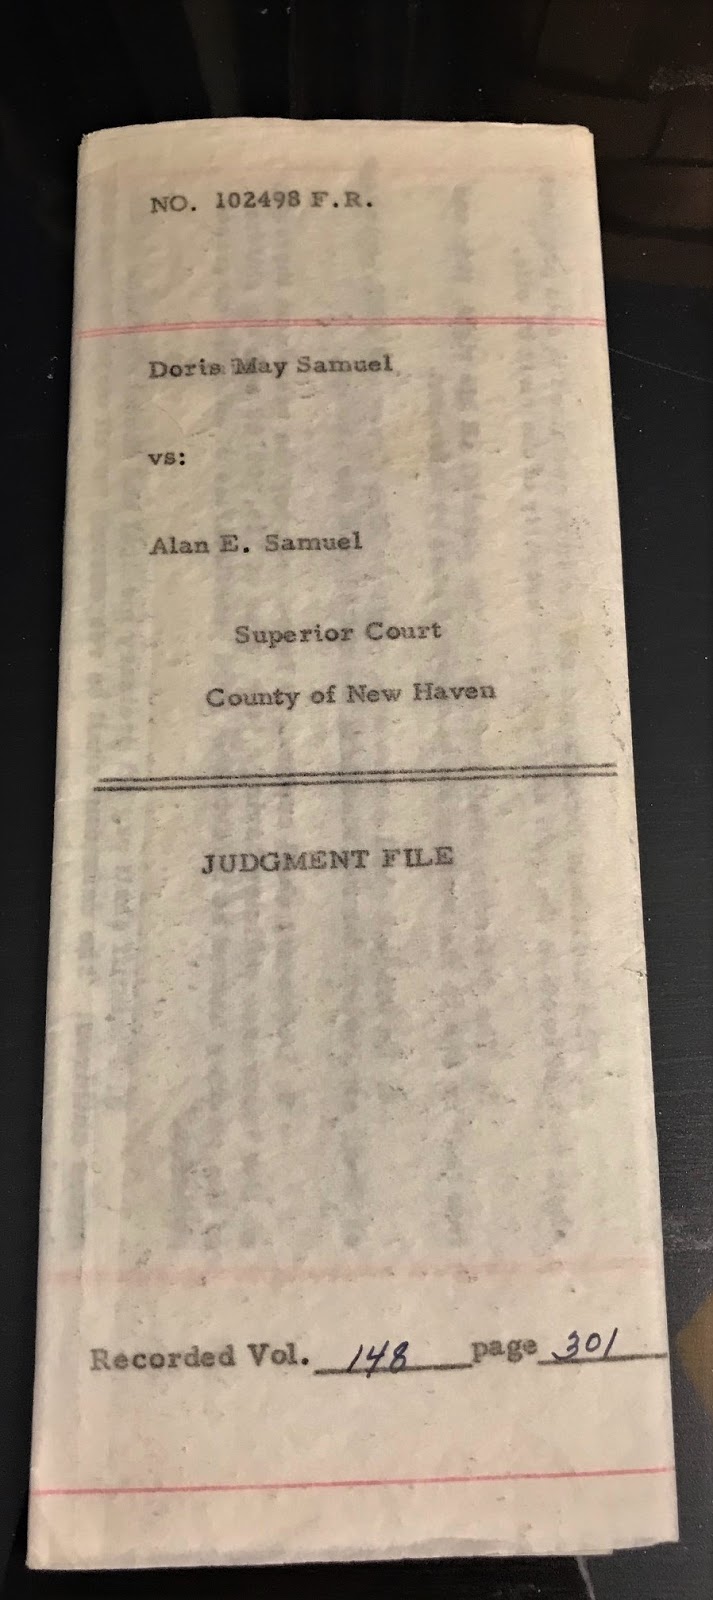 NO. 102498 F.R.
Doris May Samuel
vs:
Alan E. Samuel
Superior Court
County of New Haven
JUDGMENT FILE
Recorded Vol. 148 page 301